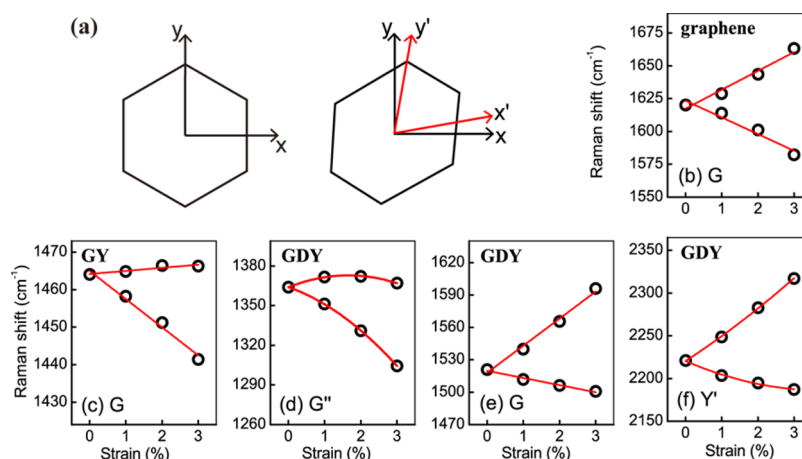 (a)
y
x
y
y'
x'
x
graphene
Raman shift (cm⁻¹)
1675
1650
1625
1600
1575
1550
(b) G
0 1 2 3
GY
Raman shift (cm⁻¹)
1470
1460
1450
1440
1430
(c) G
0 1 2 3
Strain (%)
GDY
1380
1350
1320
1290
1260
(d) G"
0 1 2 3
Strain (%)
GDY
1620
1590
1560
1530
1500
1470
(e) G
0 1 2 3
Strain (%)
GDY
2350
2300
2250
2200
2150
(f) Y'
0 1 2 3
Strain (%)